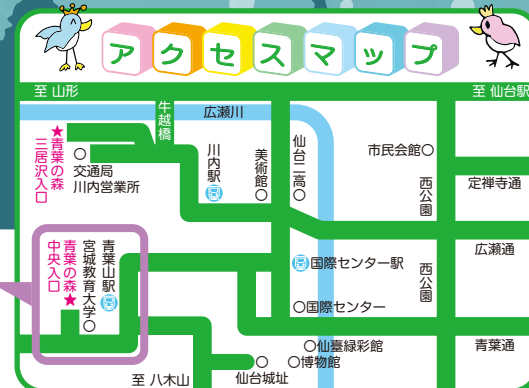 アクセスマップ
至 山形
至 仙台駅
牛越橋
広瀬川
★青葉の森
三居沢入口
交通局
川内営業所
川内駅
美術館
仙台二高
市民会館
西公園
定禅寺通
広瀬通
青葉の森★
中央入口
宮城教育大学
青葉山駅
国際センター駅
西公園
国際センター
仙臺緑彩館
博物館
青葉通
至 八木山
仙台城址